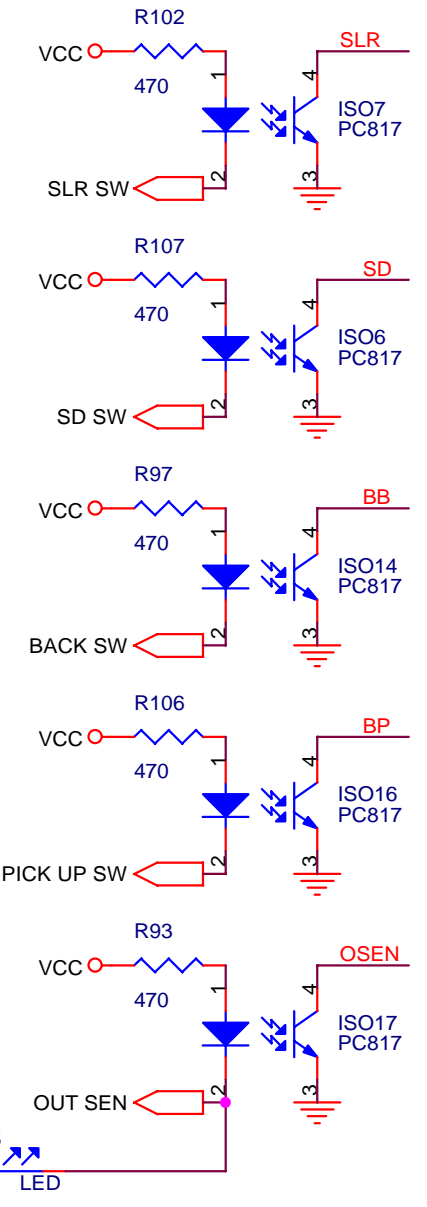 R102
SLR
VCC
1
4
470
ISO7
PC817
SLR SW
2
3
R107
SD
VCC
1
4
470
ISO6
PC817
SD SW
2
3
R97
BB
VCC
1
4
470
ISO14
PC817
BACK SW
2
3
R106
BP
VCC
1
4
470
ISO16
PC817
PICK UP SW
2
3
R93
OSEN
VCC
1
4
470
ISO17
PC817
OUT SEN
2
3
LED